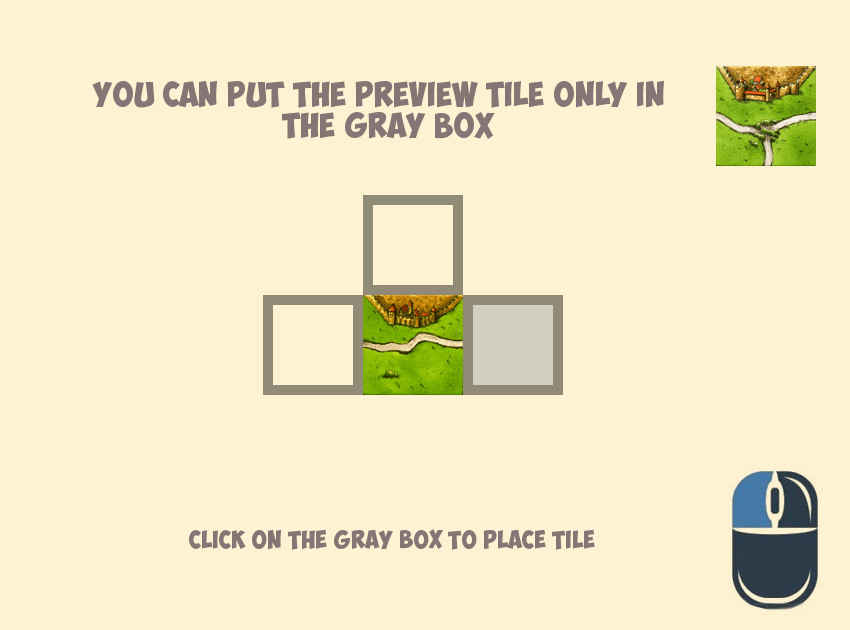 YOU CAN PUT THE PREVIEW TILE ONLY IN
THE GRAY BOX
CLICK ON THE GRAY BOX TO PLACE TILE